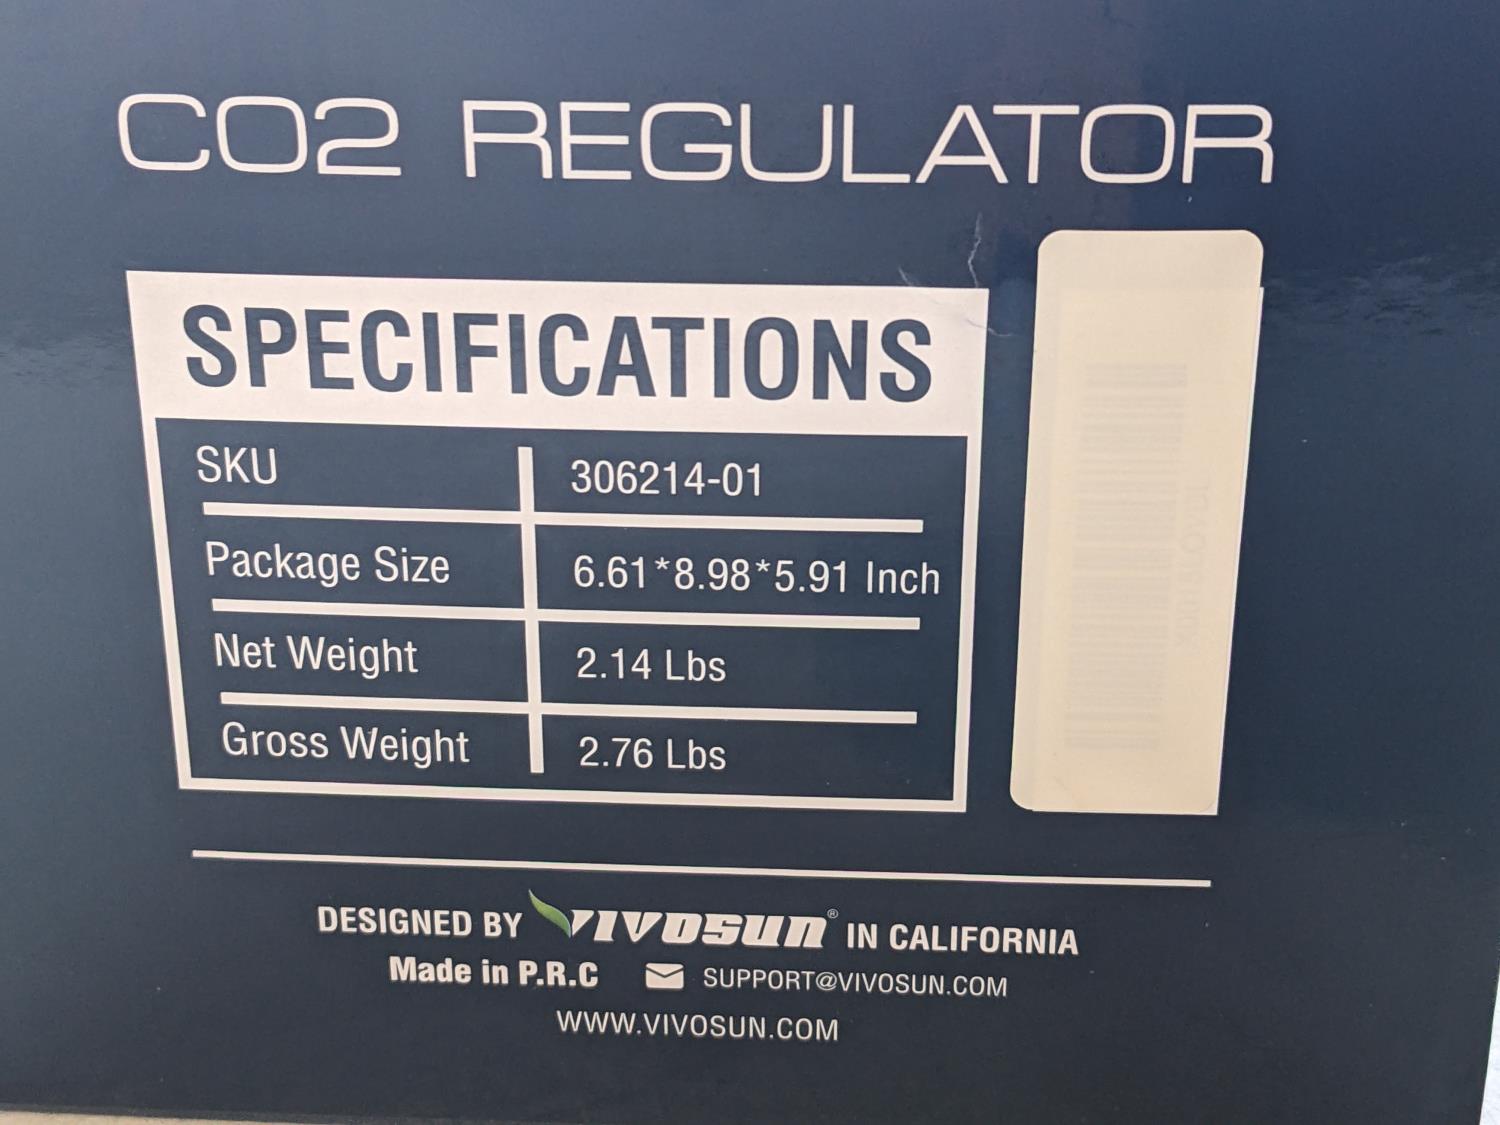 CO2 REGULATOR
SPECIFICATIONS
SKU 306214-01
Package Size 6.61*8.98*5.91 Inch
Net Weight 2.14 Lbs
Gross Weight 2.76 Lbs
DESIGNED BY VIVOSUN® IN CALIFORNIA
Made in P.R.C SUPPORT@VIVOSUN.COM
WWW.VIVOSUN.COM